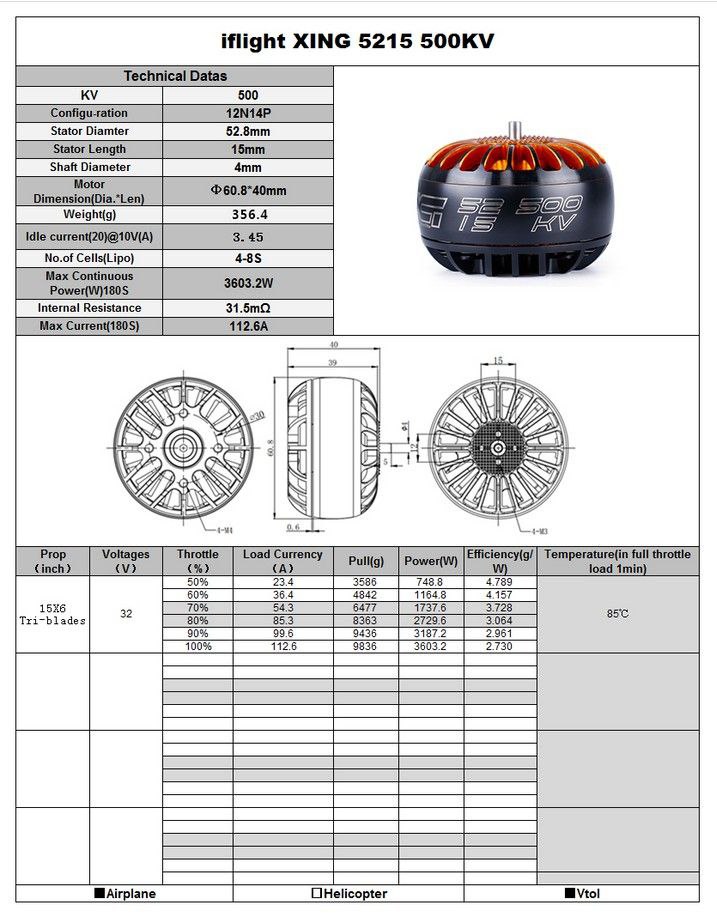 iflight XING 5215 500KV
Technical Datas
KV 500
Configu-ration 12N14P
Stator Diamter 52.8mm
Stator Length 15mm
Shaft Diameter 4mm
Motor
Dimension(Dia.*Len) Φ60.8*40mm
Weight(g) 356.4
Idle current(20)@10V(A) 3.45
No.of Cells(Lipo) 4-8S
Max Continuous
Power(W)180S 3603.2W
Internal Resistance 31.5mΩ
Max Current(180S) 112.6A
G 52 500
15 KV
40
39
15
ø30
60.8
Φ4
12
5
0.6
4-M4
4-M3
Prop
(inch)
Voltages
(V)
Throttle
(%)
Load Currency
(A)
Pull(g)
Power(W)
Efficiency(g/
W)
Temperature(in full throttle
load 1min)
15X6
Tri-blades
32
50% 23.4 3586 748.8 4.789
60% 36.4 4842 1164.8 4.157
70% 54.3 6477 1737.6 3.728
80% 85.3 8363 2729.6 3.064
90% 99.6 9436 3187.2 2.961
100% 112.6 9836 3603.2 2.730
85℃
■Airplane
□Helicopter
■Vtol